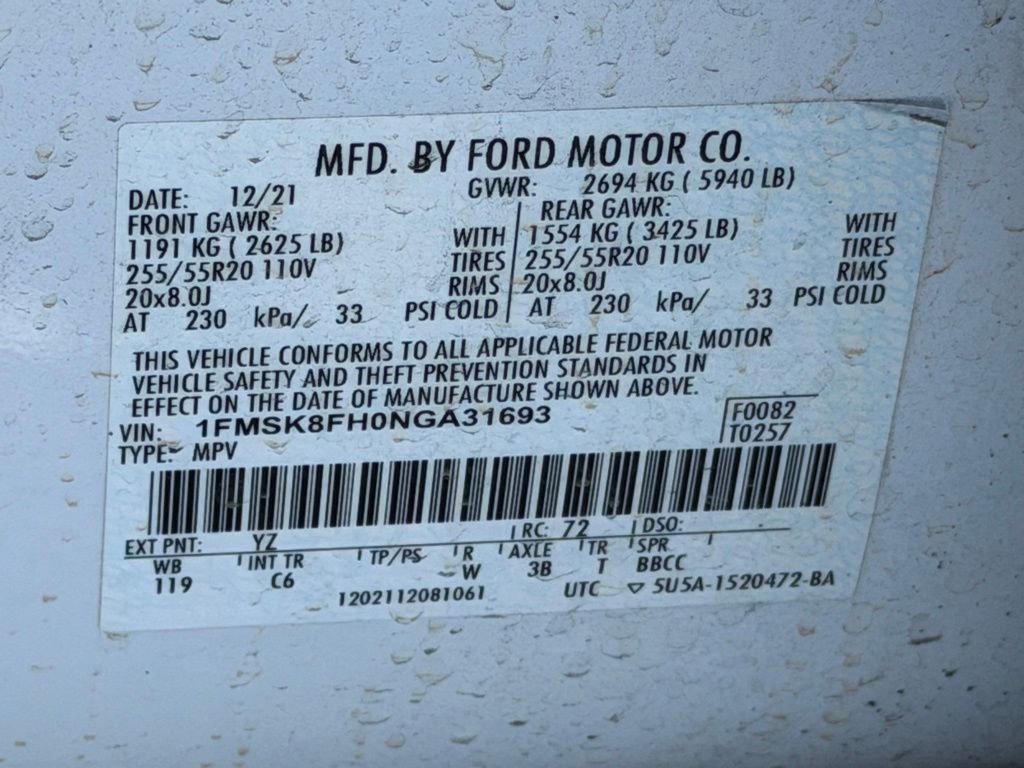 MFD. BY FORD MOTOR CO.
DATE: 12/21 GVWR: 2694 KG ( 5940 LB)
FRONT GAWR: REAR GAWR:
1191 KG ( 2625 LB) WITH 1554 KG ( 3425 LB) WITH
255/55R20 110V TIRES 255/55R20 110V TIRES
20x8.0J RIMS 20x8.0J RIMS
AT 230 kPa/ 33 PSI COLD AT 230 kPa/ 33 PSI COLD
THIS VEHICLE CONFORMS TO ALL APPLICABLE FEDERAL MOTOR
VEHICLE SAFETY AND THEFT PREVENTION STANDARDS IN
EFFECT ON THE DATE OF MANUFACTURE SHOWN ABOVE.
VIN: 1FMSK8FH0NGA31693 F0082
TYPE: MPV T0257
EXT PNT: YZ RC: 72 DSO:
WB INT TR TP/PS R AXLE TR SPR
119 C6 W 3B T BBCC
1202112081061 UTC ▽ 5U5A-1520472-BA